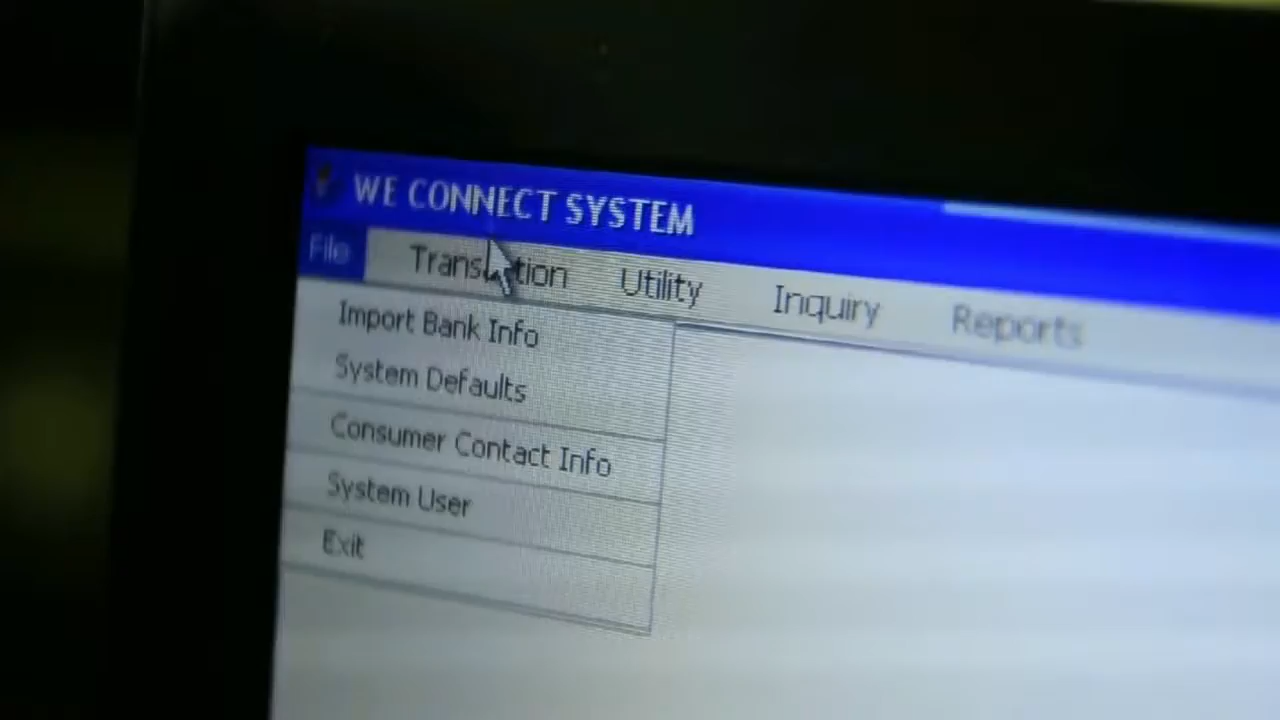 WE CONNECT SYSTEM
File Transaction Utility Inquiry Reports
Import Bank Info
System Defaults
Consumer Contact Info
System User
Exit